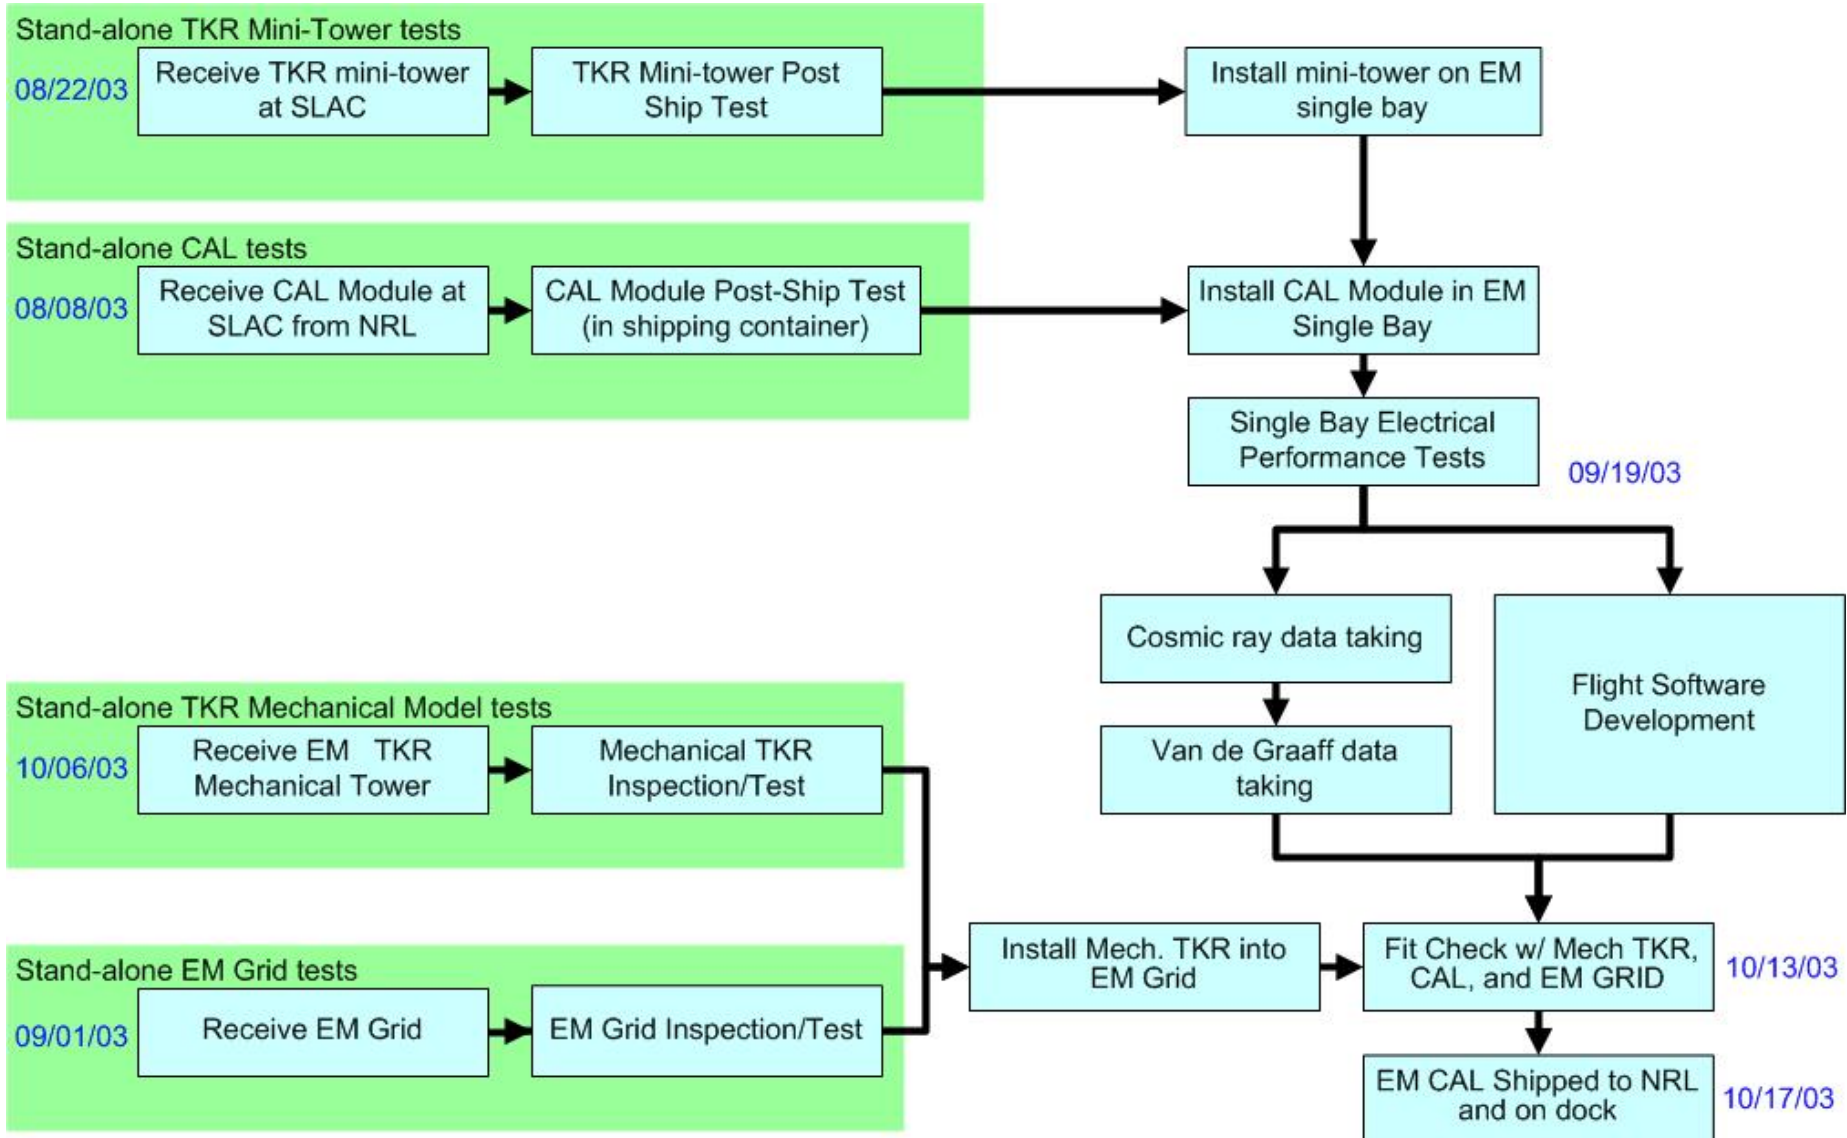 Stand-alone TKR Mini-Tower tests
08/22/03
Receive TKR mini-tower
at SLAC
TKR Mini-tower Post
Ship Test
Install mini-tower on EM
single bay
Stand-alone CAL tests
08/08/03
Receive CAL Module at
SLAC from NRL
CAL Module Post-Ship Test
(in shipping container)
Install CAL Module in EM
Single Bay
Single Bay Electrical
Performance Tests
09/19/03
Cosmic ray data taking
Flight Software
Development
Van de Graaff data
taking
Stand-alone TKR Mechanical Model tests
10/06/03
Receive EM TKR
Mechanical Tower
Mechanical TKR
Inspection/Test
Stand-alone EM Grid tests
09/01/03
Receive EM Grid
EM Grid Inspection/Test
Install Mech. TKR into
EM Grid
Fit Check w/ Mech TKR,
CAL, and EM GRID
10/13/03
EM CAL Shipped to NRL
and on dock
10/17/03